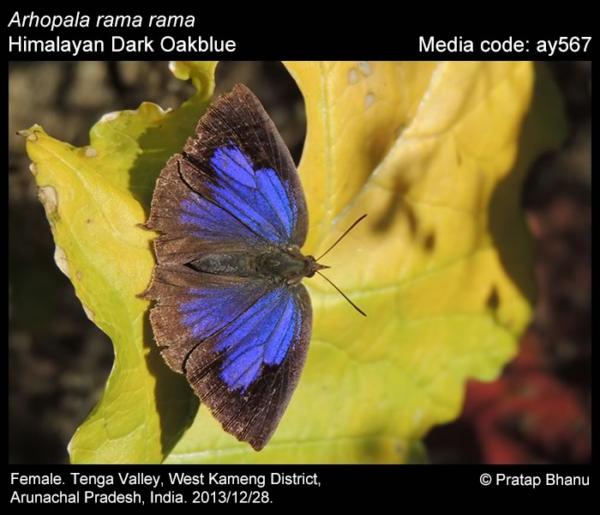 Arhopala rama rama
Himalayan Dark Oakblue
Media code: ay567
Female. Tenga Valley, West Kameng District,
Arunachal Pradesh, India. 2013/12/28.
© Pratap Bhanu